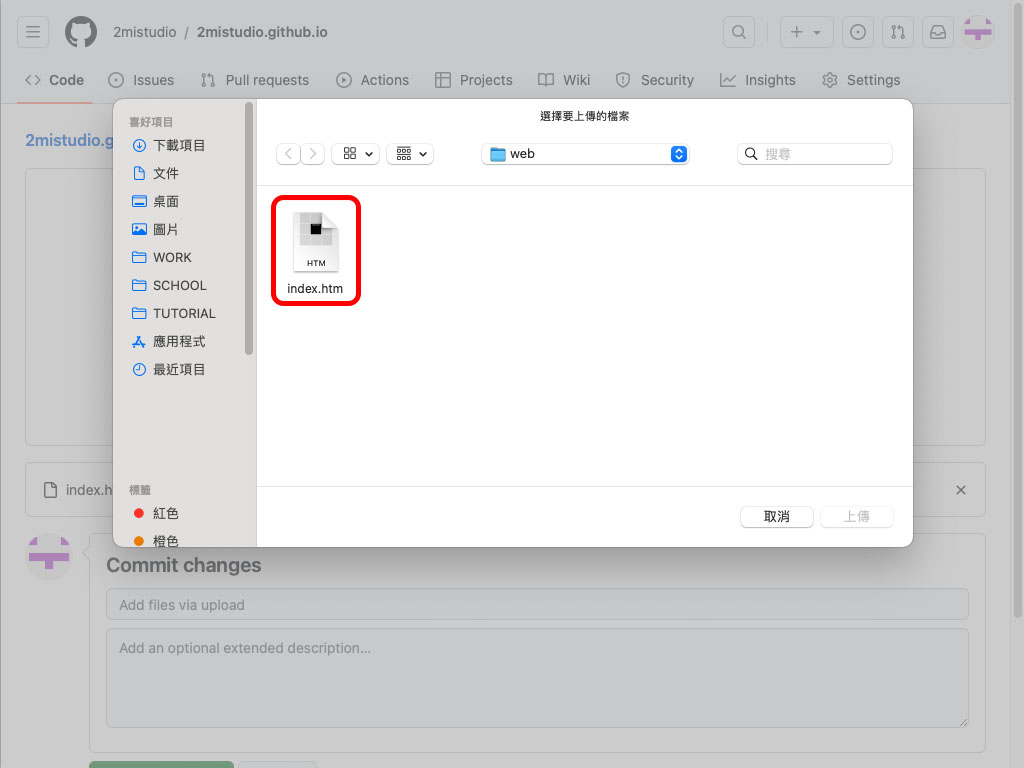 2mistudio / 2mistudio.github.io
Code Issues Pull requests Actions Projects Wiki Security Insights Settings
2mistudio.g
選擇要上傳的檔案
web
搜尋
喜好項目
下載項目
文件
桌面
圖片
WORK
SCHOOL
TUTORIAL
應用程式
最近項目
標籤
紅色
橙色
HTM
index.htm
取消 上傳
index.h
Commit changes
Add files via upload
Add an optional extended description...